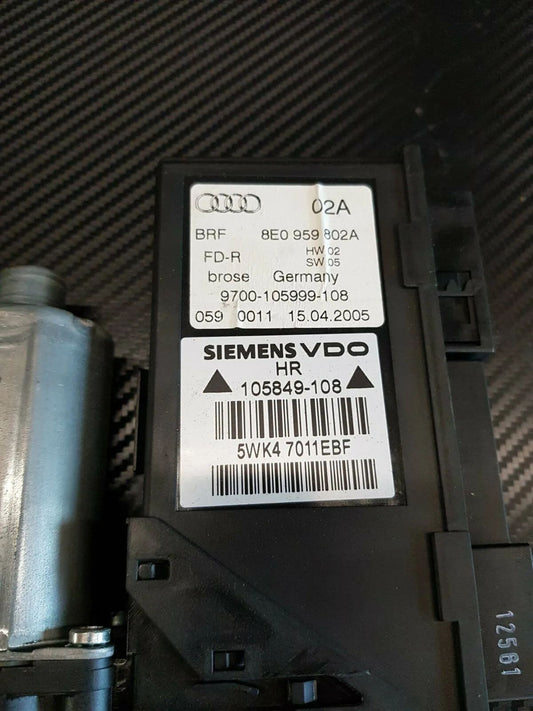 02A
BRF 8E0 959 802A
FD-R HW 02
SW 05
brose Germany
9700-105999-108
059 0011 15.04.2005
SIEMENS VDO
HR
105849-108
5WK4 7011EBF
12581